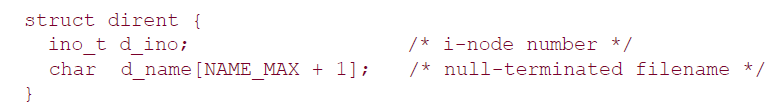 struct dirent {
  ino_t d_ino;                  /* i-node number */
  char  d_name[NAME_MAX + 1];   /* null-terminated filename */
}